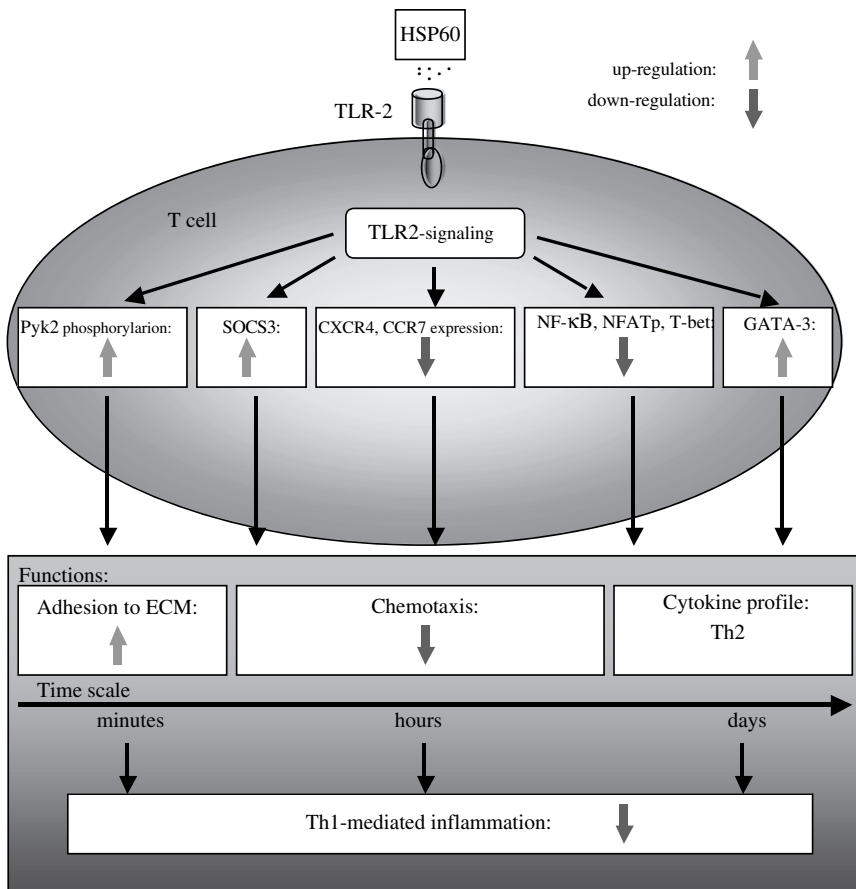 HSP60
up-regulation:
TLR-2
down-regulation:
T cell
TLR2-signaling
Pyk2 phosphorylarion:
SOCS3:
CXCR4, CCR7 expression:
NF-κB, NFATp, T-bet:
GATA-3:
Functions:
Adhesion to ECM:
Chemotaxis:
Cytokine profile:
Th2
Time scale
minutes
hours
days
Th1-mediated inflammation: